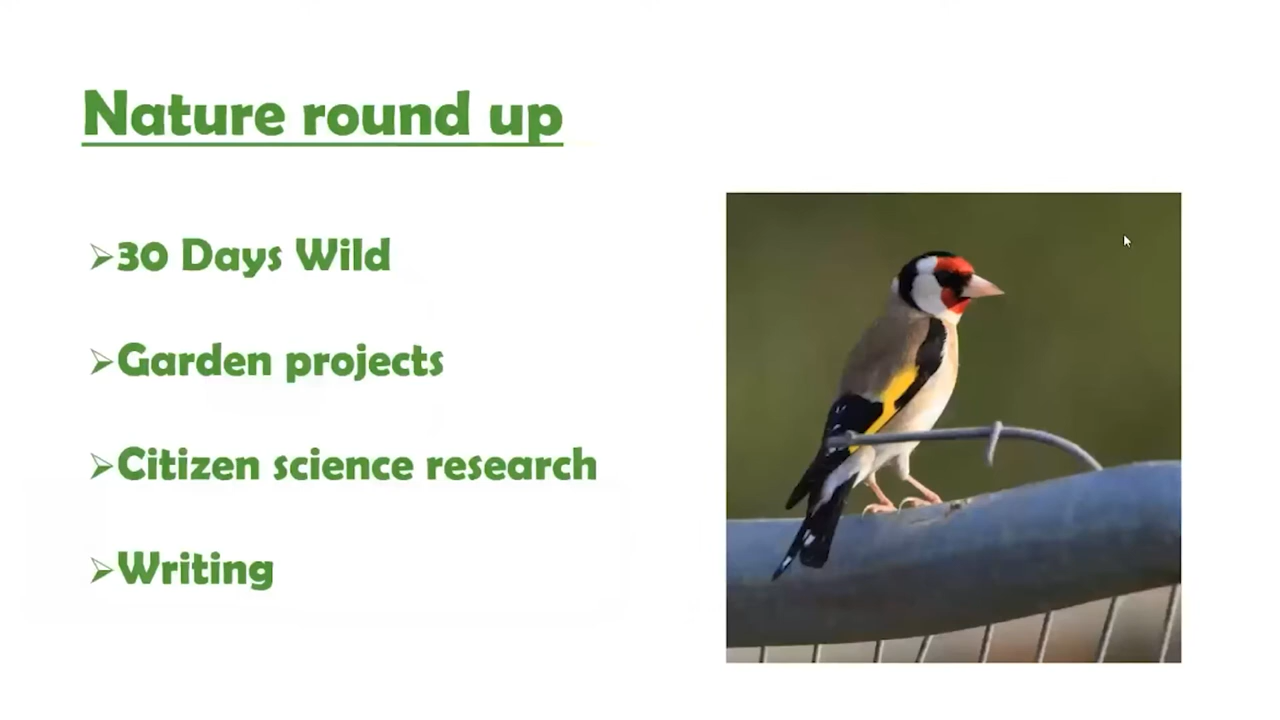 Nature round up
➢30 Days Wild
➢Garden projects
➢Citizen science research
➢Writing